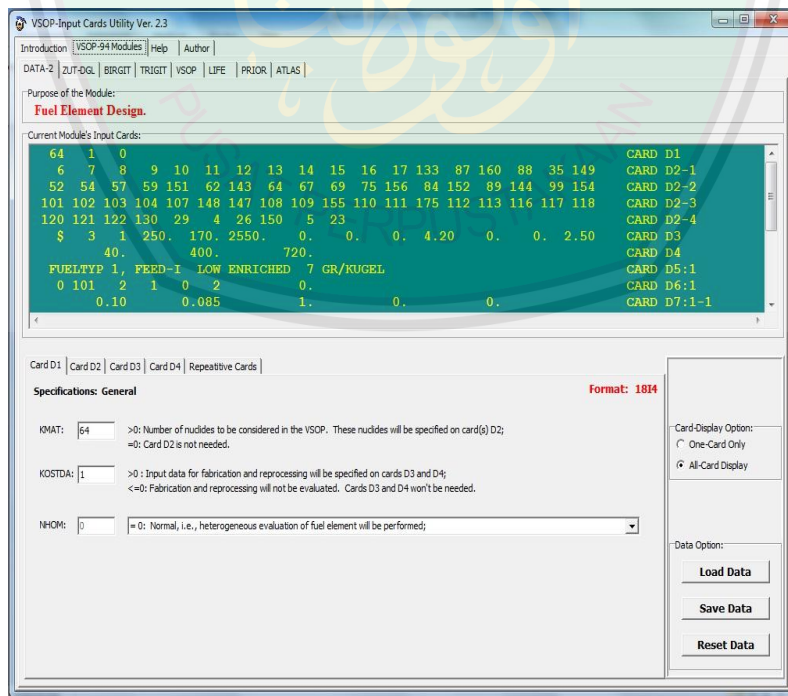 VSOP-Input Cards Utility Ver. 2.3
Introduction VSOP-94 Modules Help Author
DATA-2 ZUT-DGL BIRGIT TRIGIT VSOP LIFE PRIOR ATLAS
Purpose of the Module:
Fuel Element Design.
Current Module's Input Cards:
64 1 0 CARD D1
6 7 8 9 10 11 12 13 14 15 16 17 133 87 160 88 35 149 CARD D2-1
52 54 57 59 151 62 143 64 67 69 75 156 84 152 89 144 99 154 CARD D2-2
101 102 103 104 107 148 147 108 109 155 110 111 175 112 113 116 117 118 CARD D2-3
120 121 122 130 29 4 26 150 5 23 CARD D2-4
$ 3 1 250. 170. 2550. 0. 0. 0. 4.20 0. 0. 2.50 CARD D3
40. 400. 720. CARD D4
FUELTYP 1, FEED-I LOW ENRICHED 7 GR/KUGEL CARD D5:1
0 101 2 1 0 2 0. CARD D6:1
0.10 0.085 1. 0. 0. CARD D7:1-1
PUSAT PERPUSTAKAAN
Card D1 Card D2 Card D3 Card D4 Repeatitive Cards
Specifications: General Format: 18I4
KMAT: 64 >0: Number of nuclides to be considered in the VSOP. These nuclides will be specified on card(s) D2;
=0: Card D2 is not needed.
KOSTDA: 1 >0 : Input data for fabrication and reprocessing will be specified on cards D3 and D4;
<=0: Fabrication and reprocessing will not be evaluated. Cards D3 and D4 won't be needed.
NHOM: 0 = 0: Normal, i.e., heterogeneous evaluation of fuel element will be performed;
Card-Display Option:
One-Card Only
All-Card Display
Data Option:
Load Data
Save Data
Reset Data